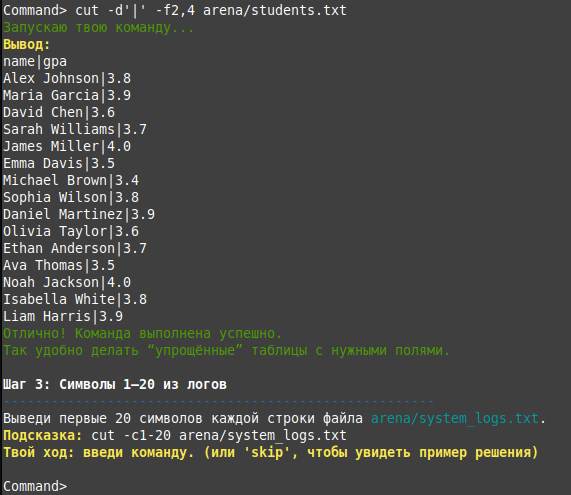 Command> cut -d'|' -f2,4 arena/students.txt
Запускаю твою команду...
Вывод:
name|gpa
Alex Johnson|3.8
Maria Garcia|3.9
David Chen|3.6
Sarah Williams|3.7
James Miller|4.0
Emma Davis|3.5
Michael Brown|3.4
Sophia Wilson|3.8
Daniel Martinez|3.9
Olivia Taylor|3.6
Ethan Anderson|3.7
Ava Thomas|3.5
Noah Jackson|4.0
Isabella White|3.8
Liam Harris|3.9
Отлично! Команда выполнена успешно.
Так удобно делать “упрощённые” таблицы с нужными полями.
Шаг 3: Символы 1–20 из логов
-------------------------------------------------------
Выведи первые 20 символов каждой строки файла arena/system_logs.txt.
Подсказка: cut -c1-20 arena/system_logs.txt
Твой ход: введи команду. (или 'skip', чтобы увидеть пример решения)
Command>